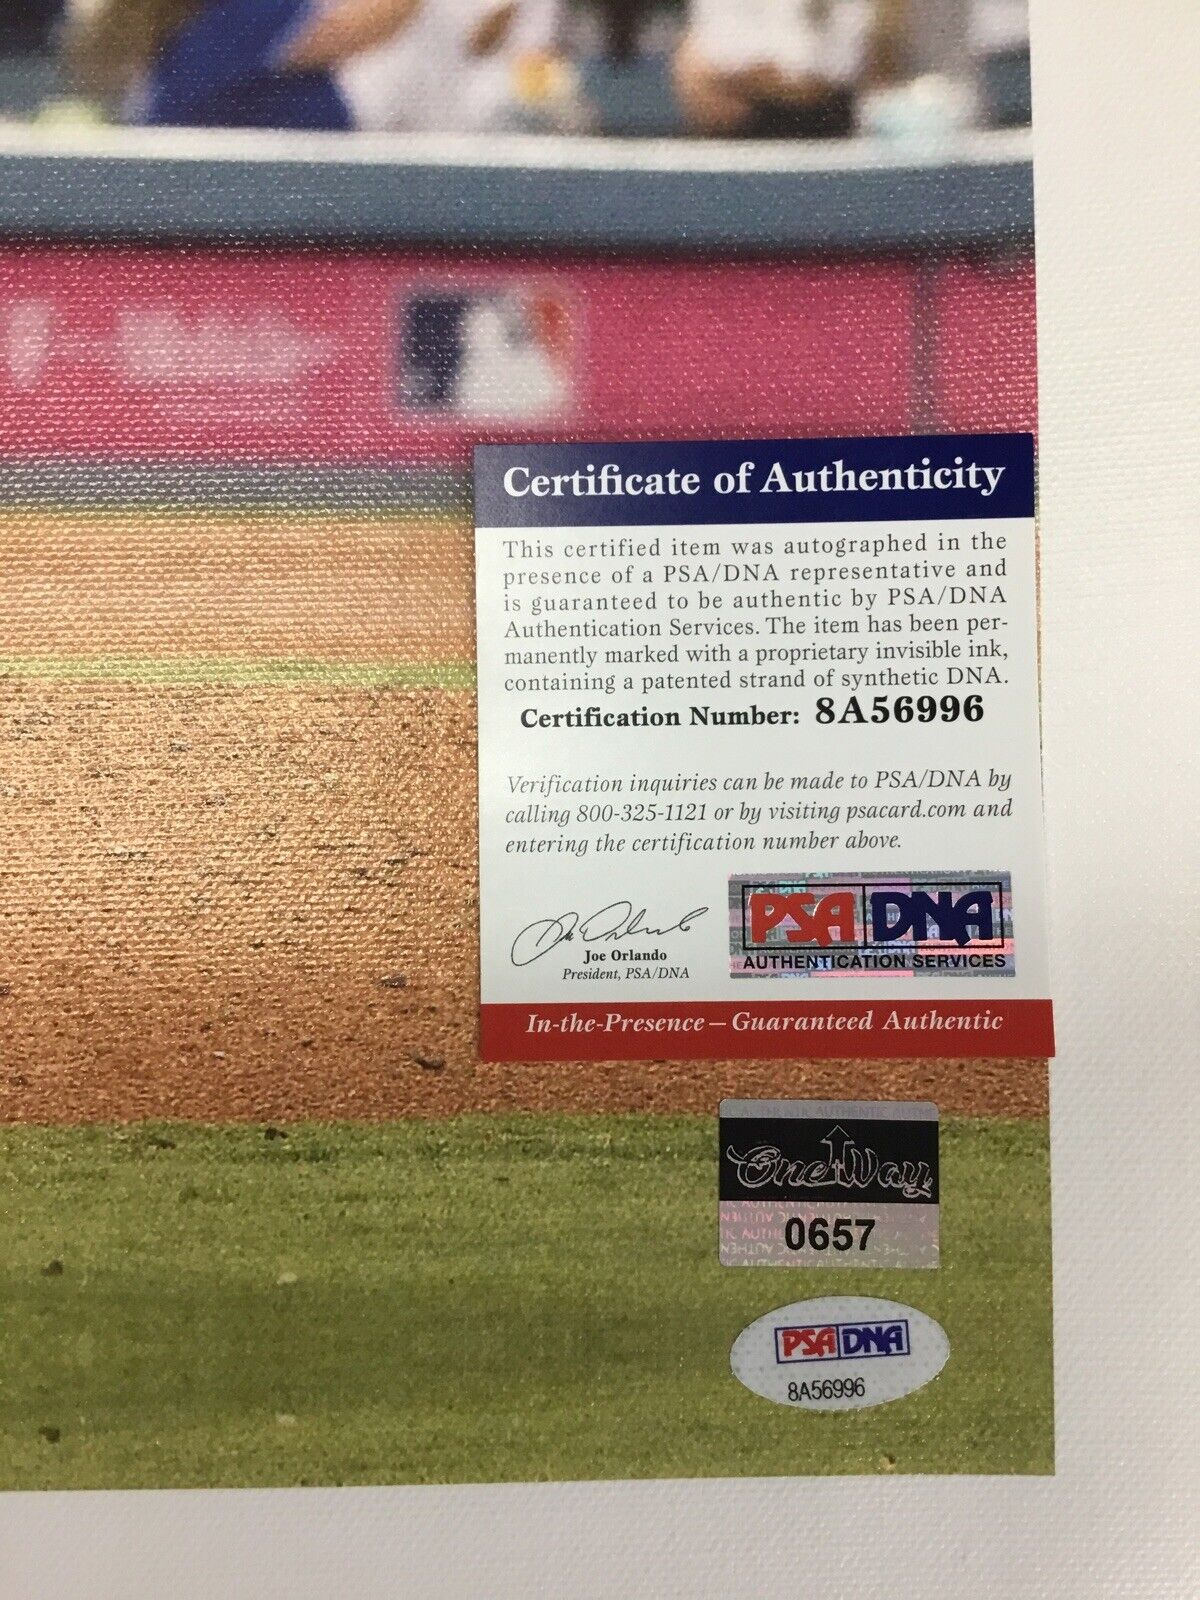 Certificate of Authenticity
This certified item was autographed in the
presence of a PSA/DNA representative and
is guaranteed to be authentic by PSA/DNA
Authentication Services. The item has been per-
manently marked with a proprietary invisible ink,
containing a patented strand of synthetic DNA.
Certification Number: 8A56996
Verification inquiries can be made to PSA/DNA by
calling 800-325-1121 or by visiting psacard.com and
entering the certification number above.
Joe Orlando
President, PSA/DNA
PSA DNA
AUTHENTICATION SERVICES
In-the-Presence – Guaranteed Authentic
One Way
0657
PSA DNA
8A56996